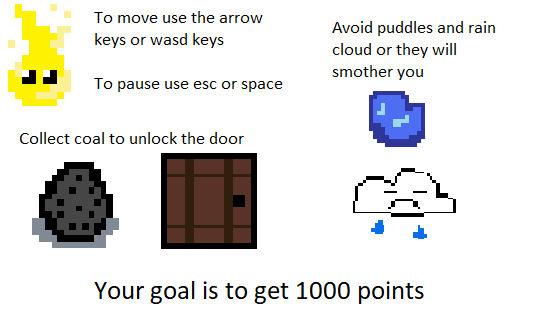 To move use the arrow
keys or wasd keys
To pause use esc or space
Avoid puddles and rain
cloud or they will
smother you
Collect coal to unlock the door
Your goal is to get 1000 points